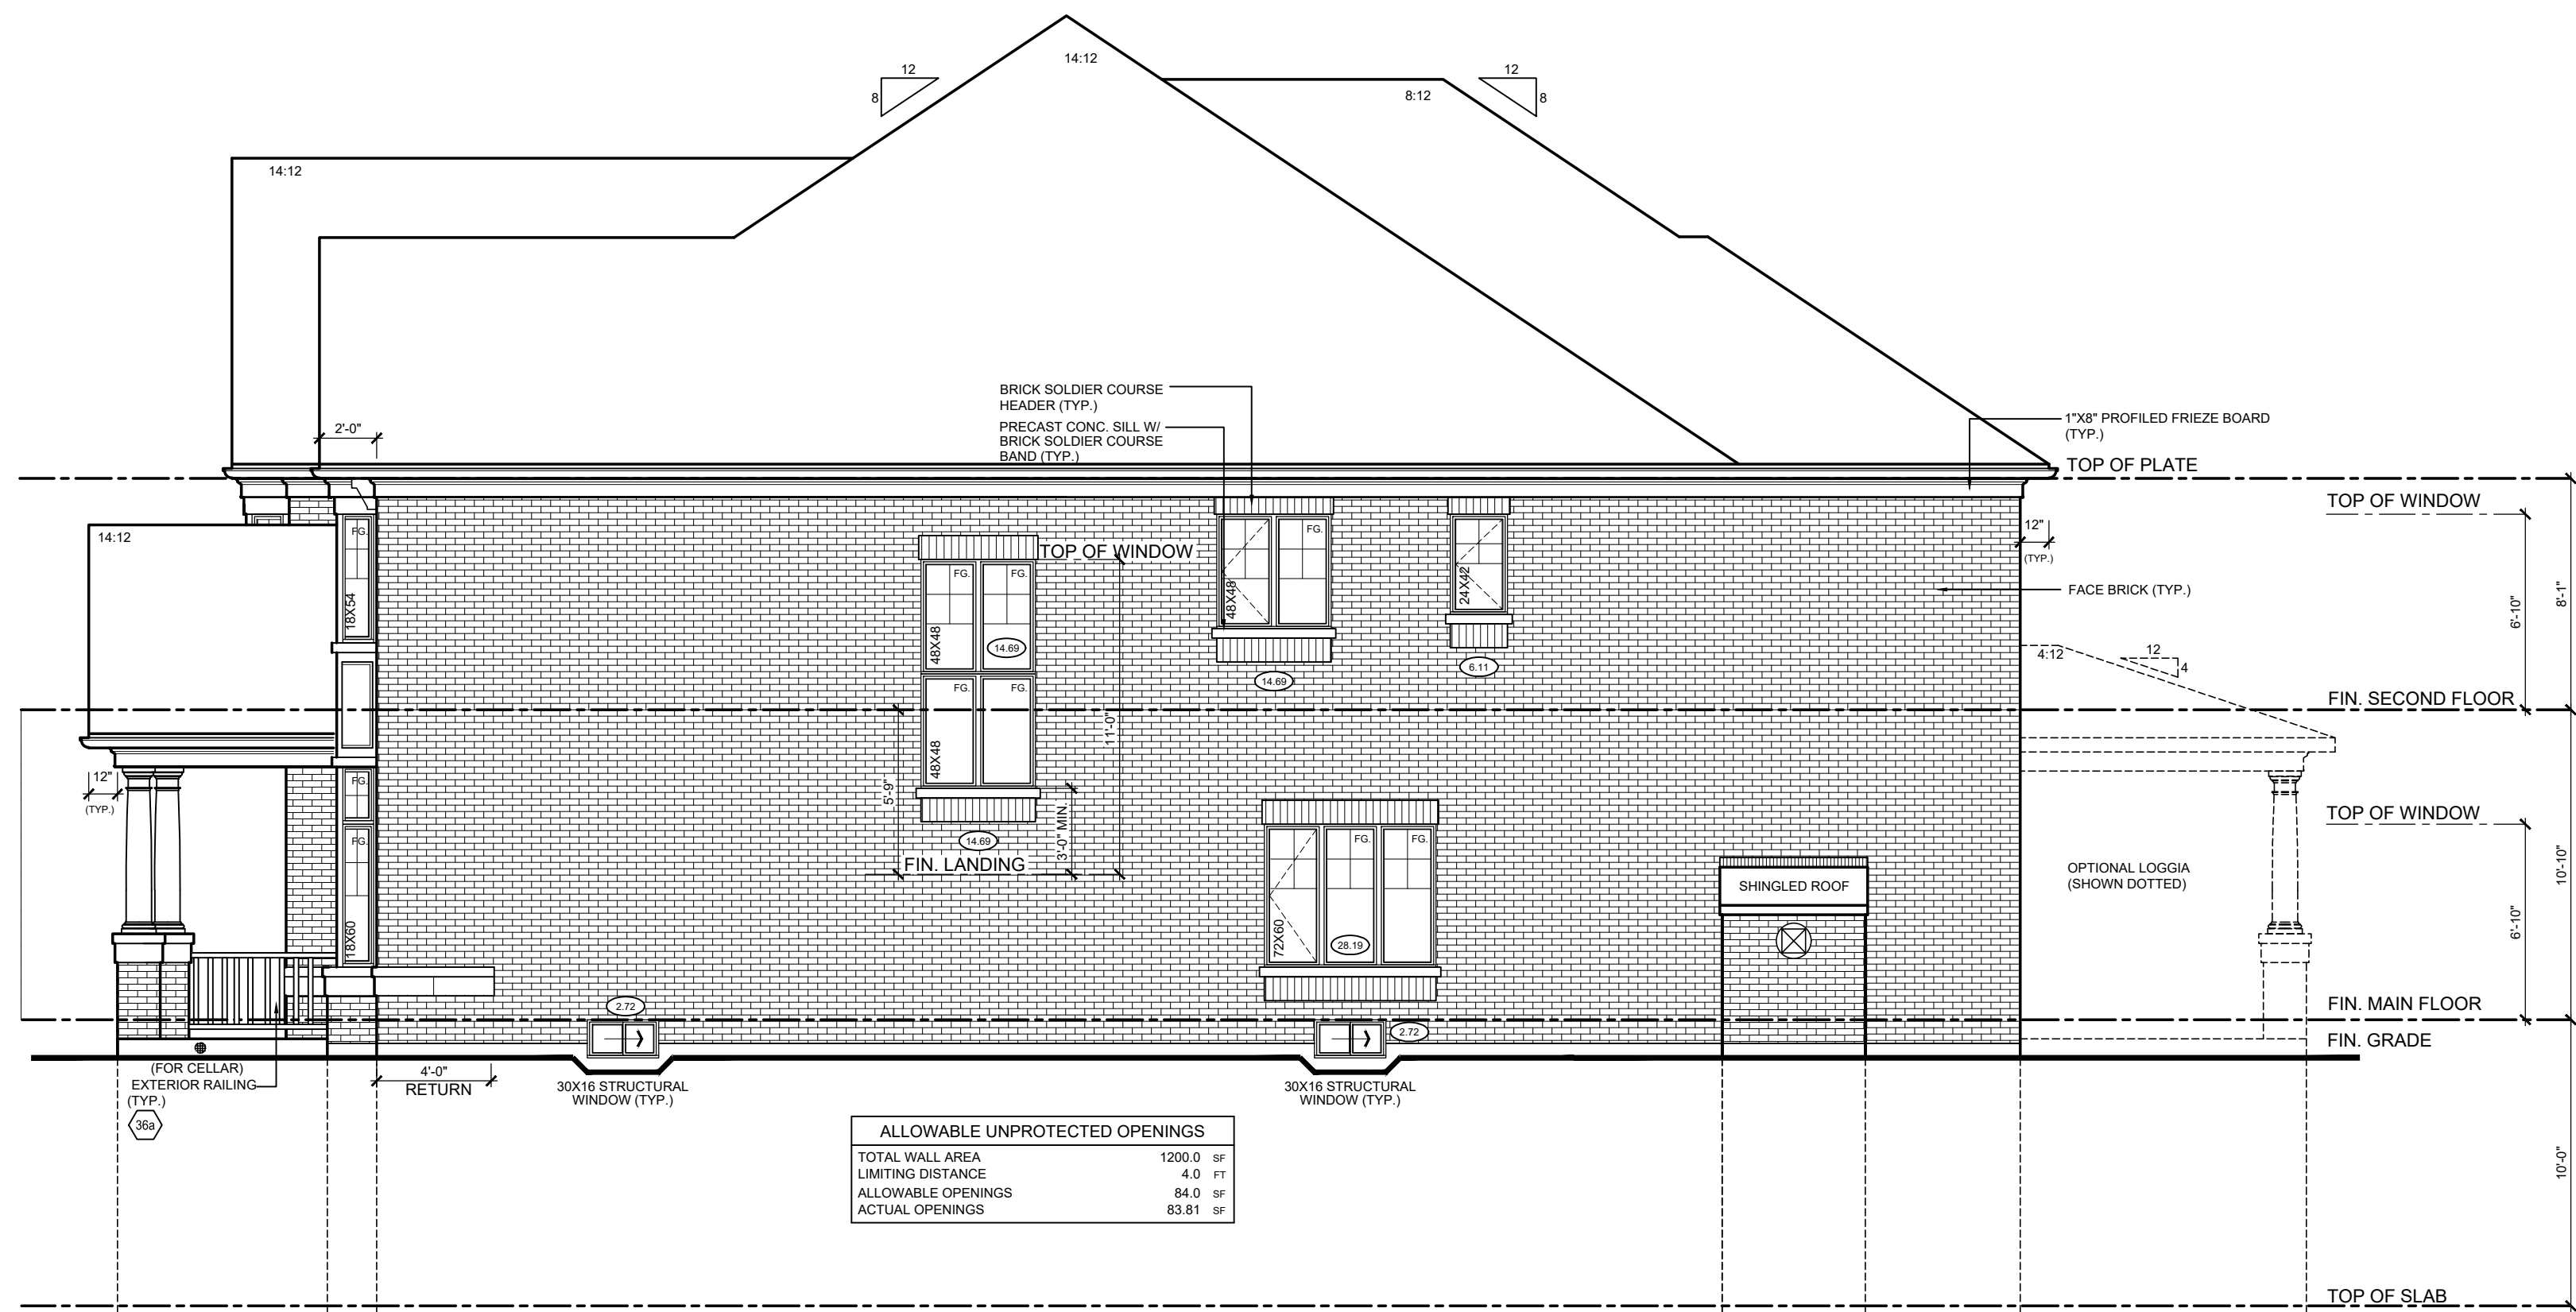 14:12
12
8
8:12
12
8
14:12
BRICK SOLDIER COURSE
HEADER (TYP.)
PRECAST CONC. SILL W/
BRICK SOLDIER COURSE
BAND (TYP.)
1"X8" PROFILED FRIEZE BOARD
(TYP.)
2'-0"
TOP OF PLATE
TOP OF WINDOW
12"
(TYP.)
14:12
FG.
18X54
TOP OF WINDOW
FG.
FG.
48X48
14.69
FG.
FG.
48X48
FG.
48X48
14.69
24X42
6.11
FACE BRICK (TYP.)
6'-10"
8'-1"
4:12
12
4
FIN. SECOND FLOOR
12"
(TYP.)
FG.
FG.
18X60
5'-9"
11'-0"
3'-0" MIN.
14.69
FIN. LANDING
FG.
FG.
72X60
28.19
SHINGLED ROOF
TOP OF WINDOW
OPTIONAL LOGGIA
(SHOWN DOTTED)
6'-10"
10'-10"
2.72
2.72
FIN. MAIN FLOOR
FIN. GRADE
(FOR CELLAR)
EXTERIOR RAILING
(TYP.)
36a
4'-0"
RETURN
30X16 STRUCTURAL
WINDOW (TYP.)
30X16 STRUCTURAL
WINDOW (TYP.)
ALLOWABLE UNPROTECTED OPENINGS
TOTAL WALL AREA 1200.0 SF
LIMITING DISTANCE 4.0 FT
ALLOWABLE OPENINGS 84.0 SF
ACTUAL OPENINGS 83.81 SF
10'-0"
TOP OF SLAB